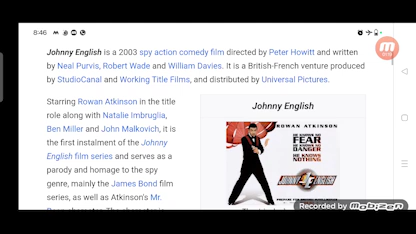 8:46
Johnny English is a 2003 spy action comedy film directed by Peter Howitt and written
by Neal Purvis, Robert Wade and William Davies. It is a British-French venture produced
by StudioCanal and Working Title Films, and distributed by Universal Pictures.
Starring Rowan Atkinson in the title
role along with Natalie Imbruglia,
Ben Miller and John Malkovich, it is
the first instalment of the Johnny
English film series and serves as a
parody and homage to the spy
genre, mainly the James Bond film
series, as well as Atkinson's Mr.
Johnny English
ROWAN ATKINSON
HE KNOWS NO
FEAR
HE KNOWS NO
DANGER
HE KNOWS
NOTHING
JOHNNY ENGLISH
Recorded by mobizen